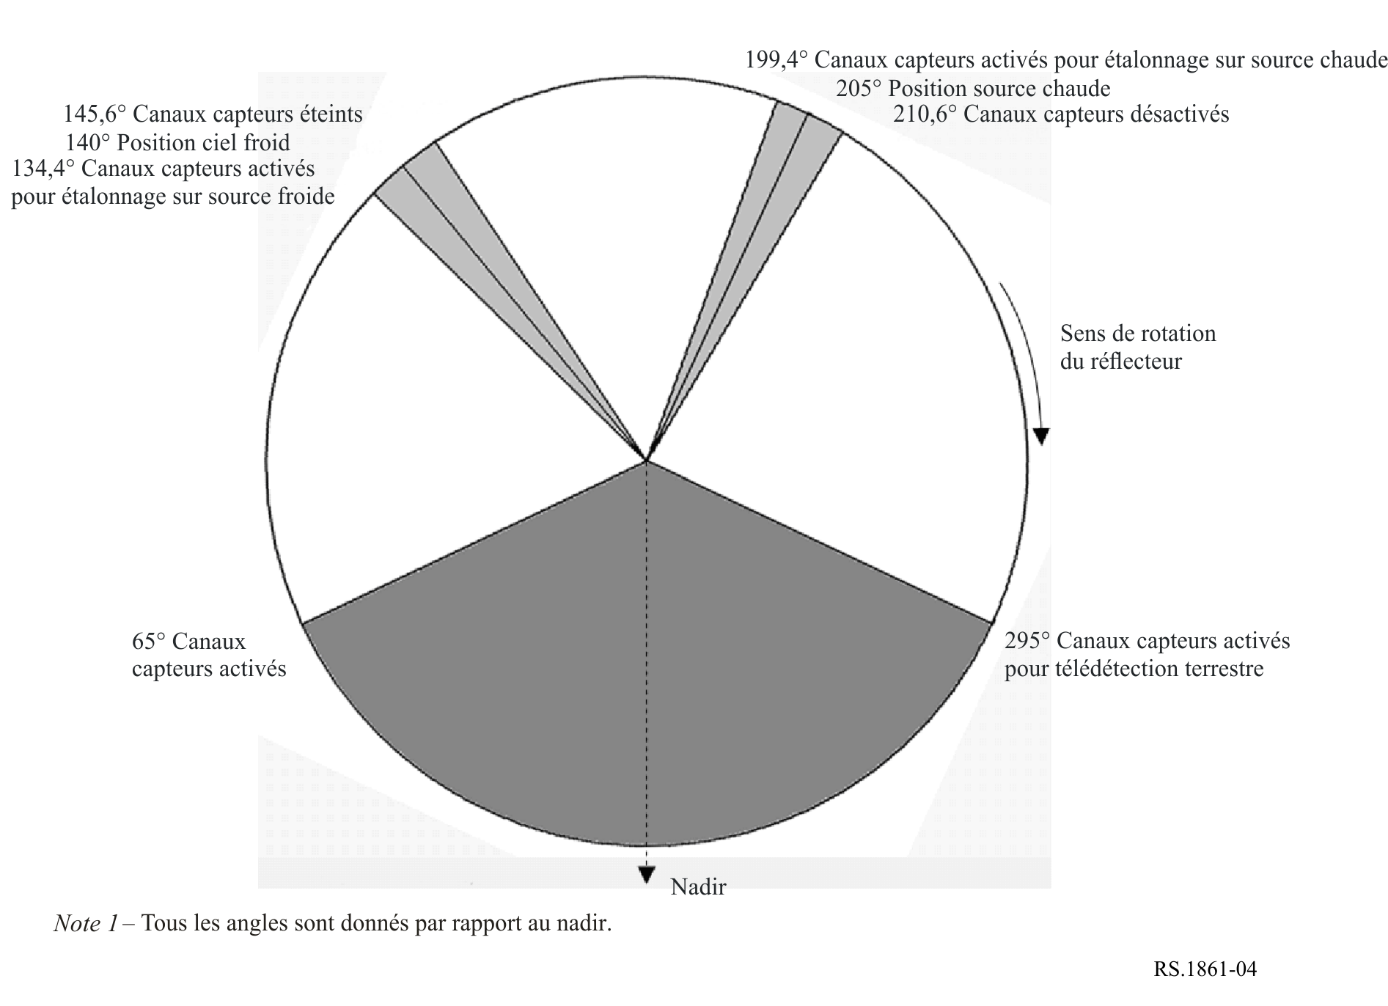 199,4° Canaux capteurs activés pour étalonnage sur source chaude
205° Position source chaude
210,6° Canaux capteurs désactivés
145,6° Canaux capteurs éteints
140° Position ciel froid
134,4° Canaux capteurs activés
pour étalonnage sur source froide
Sens de rotation
du réflecteur
65° Canaux
capteurs activés
295° Canaux capteurs activés
pour télédétection terrestre
Nadir
Note 1 – Tous les angles sont donnés par rapport au nadir.
RS.1861-04